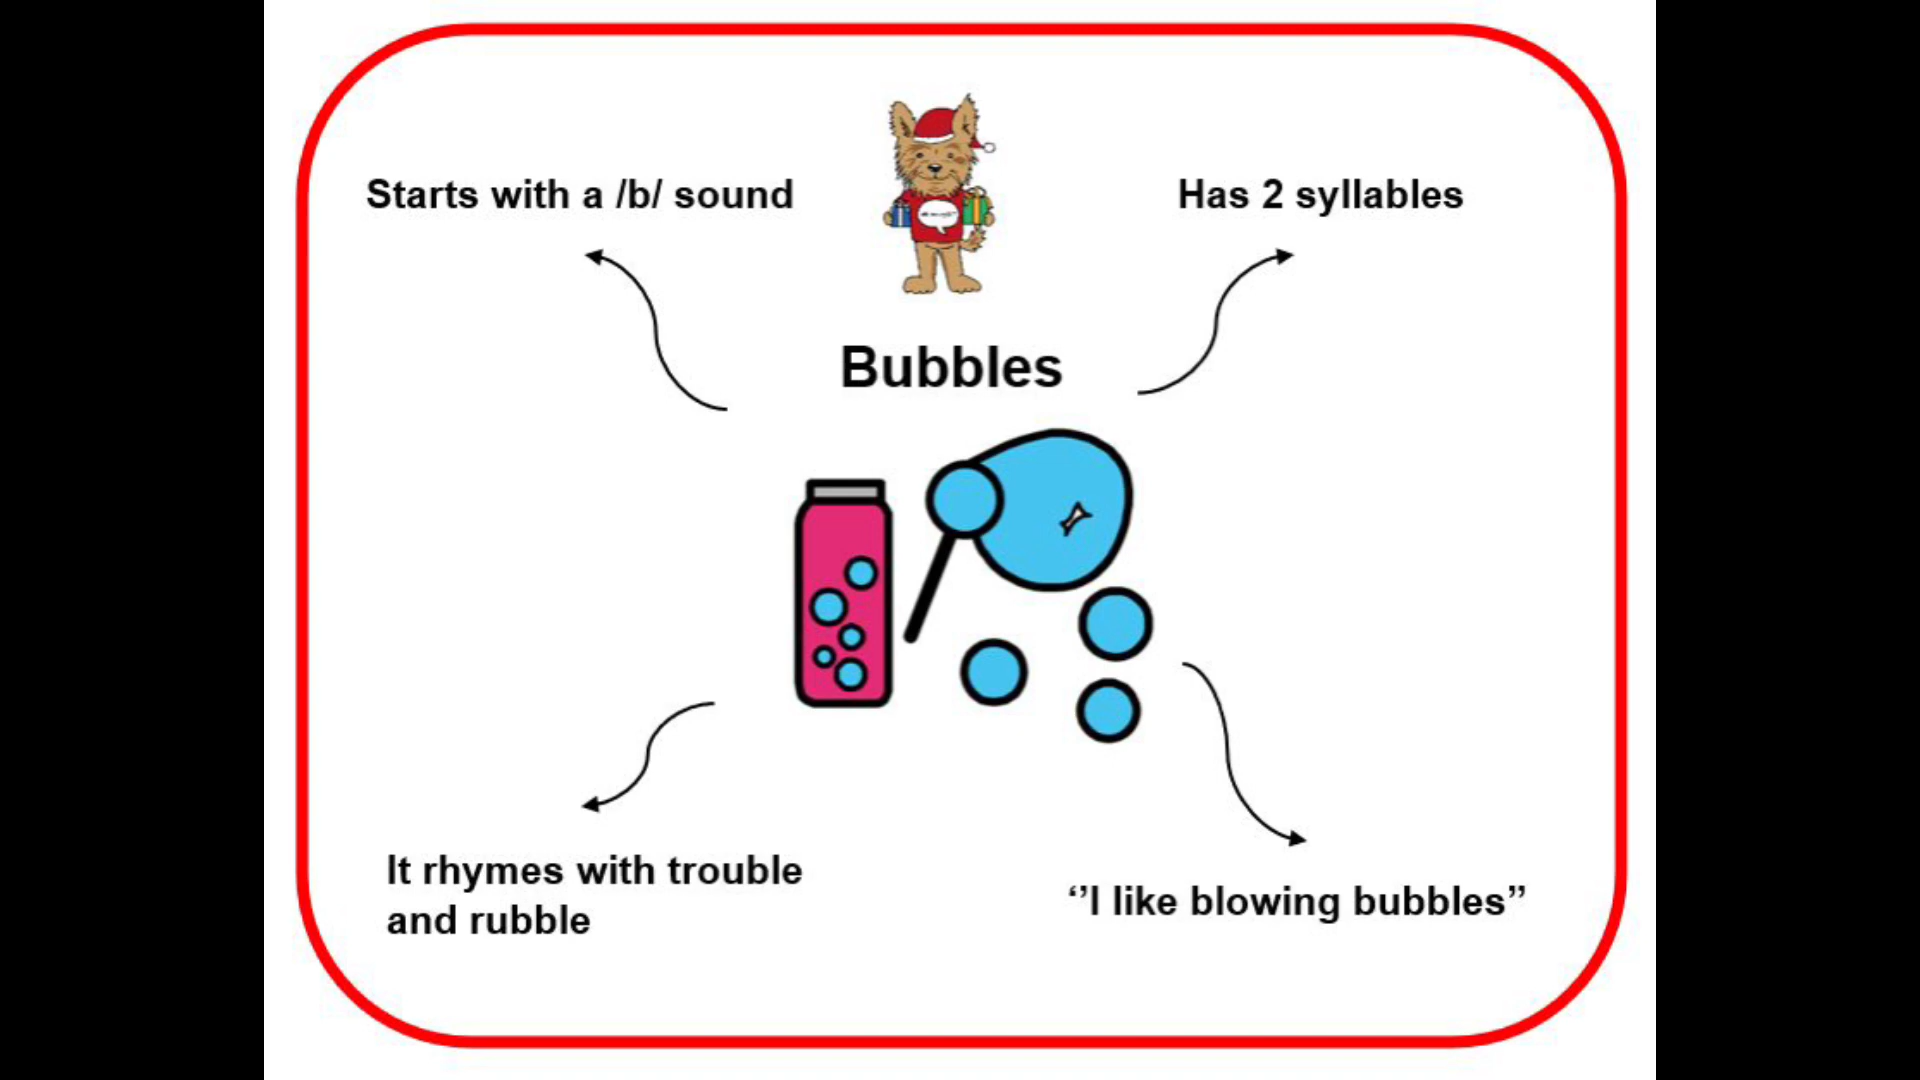 Starts with a /b/ sound
Has 2 syllables
Bubbles
It rhymes with trouble
and rubble
‘’I like blowing bubbles”